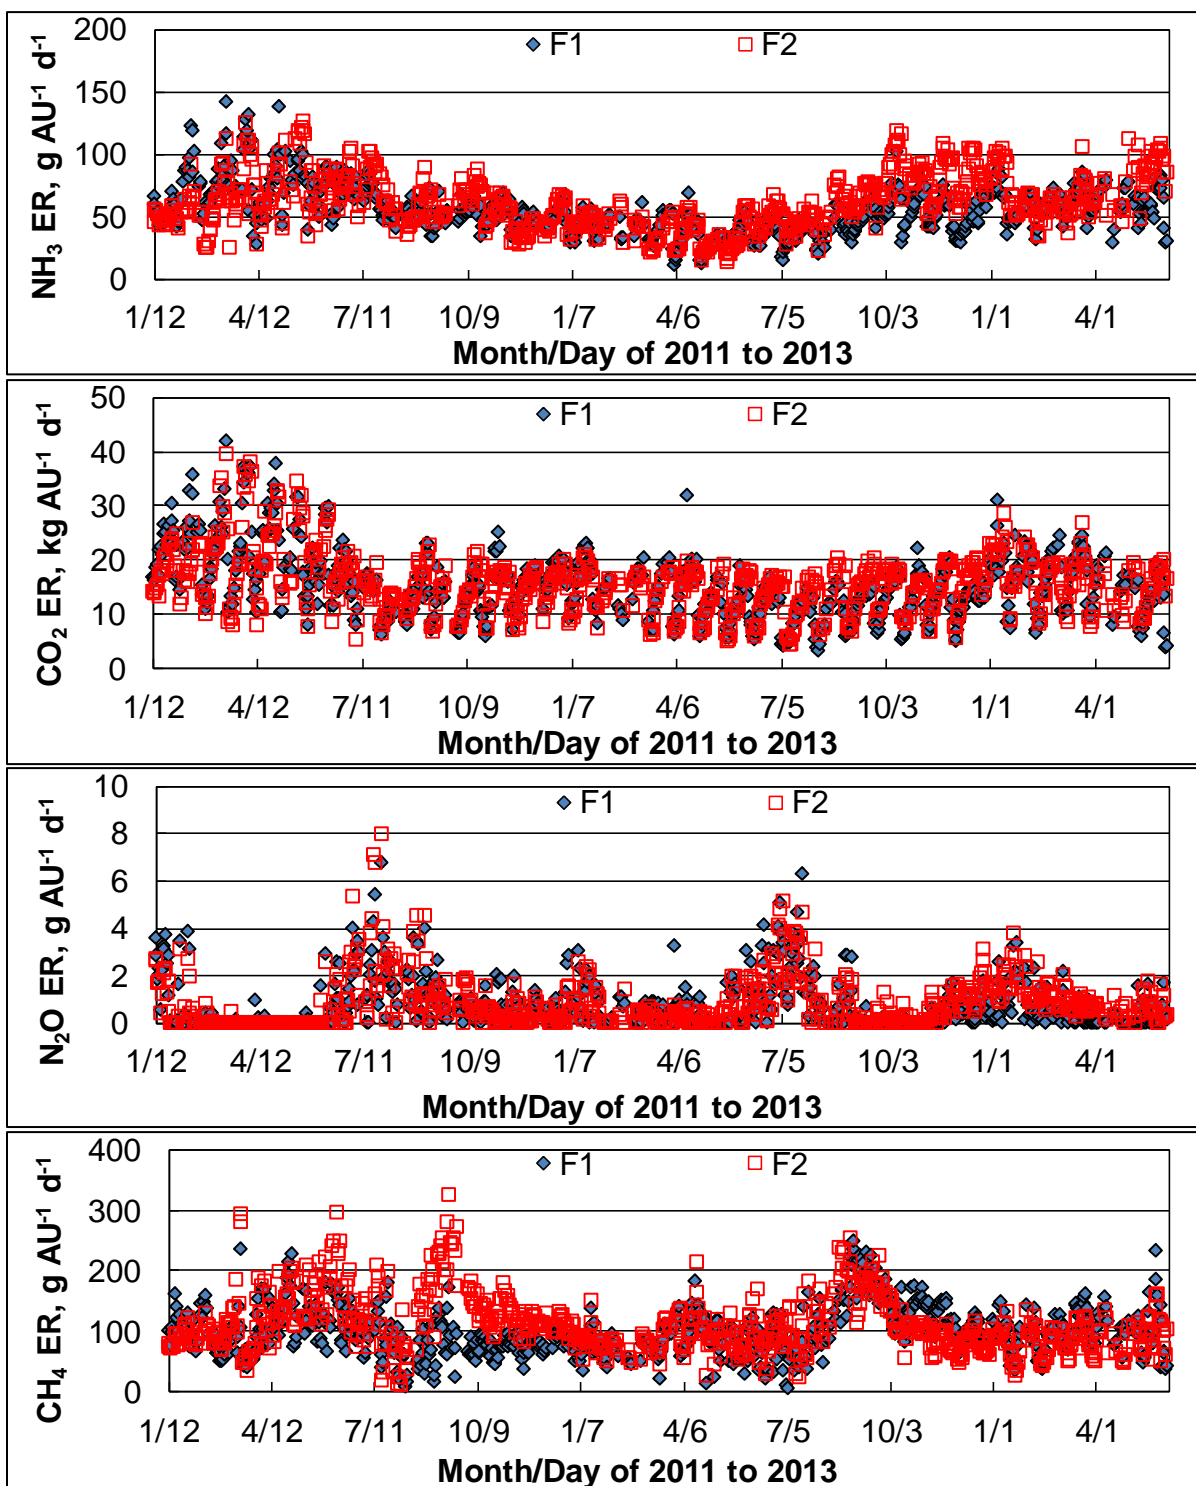 NH₃ ER, g AU⁻¹ d⁻¹
200
150
100
50
0
F1 F2
1/12 4/12 7/11 10/9 1/7 4/6 7/5 10/3 1/1 4/1
Month/Day of 2011 to 2013
CO₂ ER, kg AU⁻¹ d⁻¹
50
40
30
20
10
0
F1 F2
1/12 4/12 7/11 10/9 1/7 4/6 7/5 10/3 1/1 4/1
Month/Day of 2011 to 2013
N₂O ER, g AU⁻¹ d⁻¹
10
8
6
4
2
0
F1 F2
1/12 4/12 7/11 10/9 1/7 4/6 7/5 10/3 1/1 4/1
Month/Day of 2011 to 2013
CH₄ ER, g AU⁻¹ d⁻¹
400
300
200
100
0
F1 F2
1/12 4/12 7/11 10/9 1/7 4/6 7/5 10/3 1/1 4/1
Month/Day of 2011 to 2013